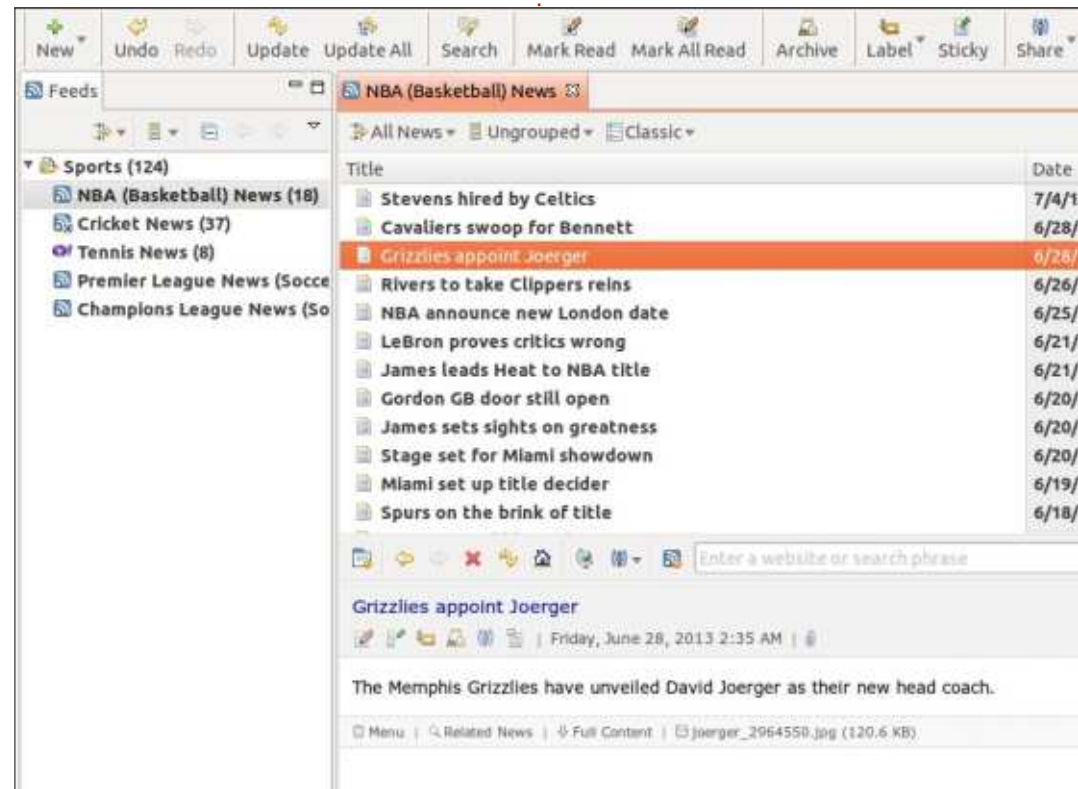 New Undo Redo Update Update All Search Mark Read Mark All Read Archive Label Sticky Share
Feeds
Sports (124)
NBA (Basketball) News (18)
Cricket News (37)
Tennis News (8)
Premier League News (Socce
Champions League News (So
NBA (Basketball) News
All News Ungrouped Classic
Title Date
Stevens hired by Celtics 7/4/1
Cavaliers swoop for Bennett 6/28/
Grizzlies appoint Joerger 6/28/
Rivers to take Clippers reins 6/26/
NBA announce new London date 6/25/
LeBron proves critics wrong 6/21/
James leads Heat to NBA title 6/21/
Gordon GB door still open 6/20/
James sets sights on greatness 6/20/
Stage set for Miami showdown 6/20/
Miami set up title decider 6/19/
Spurs on the brink of title 6/18/
Enter a website or search phrase
Grizzlies appoint Joerger
| Friday, June 28, 2013 2:35 AM |
The Memphis Grizzlies have unveiled David Joerger as their new head coach.
Menu | Related News | Full Content | joerger_2964550.jpg (120.6 KB)